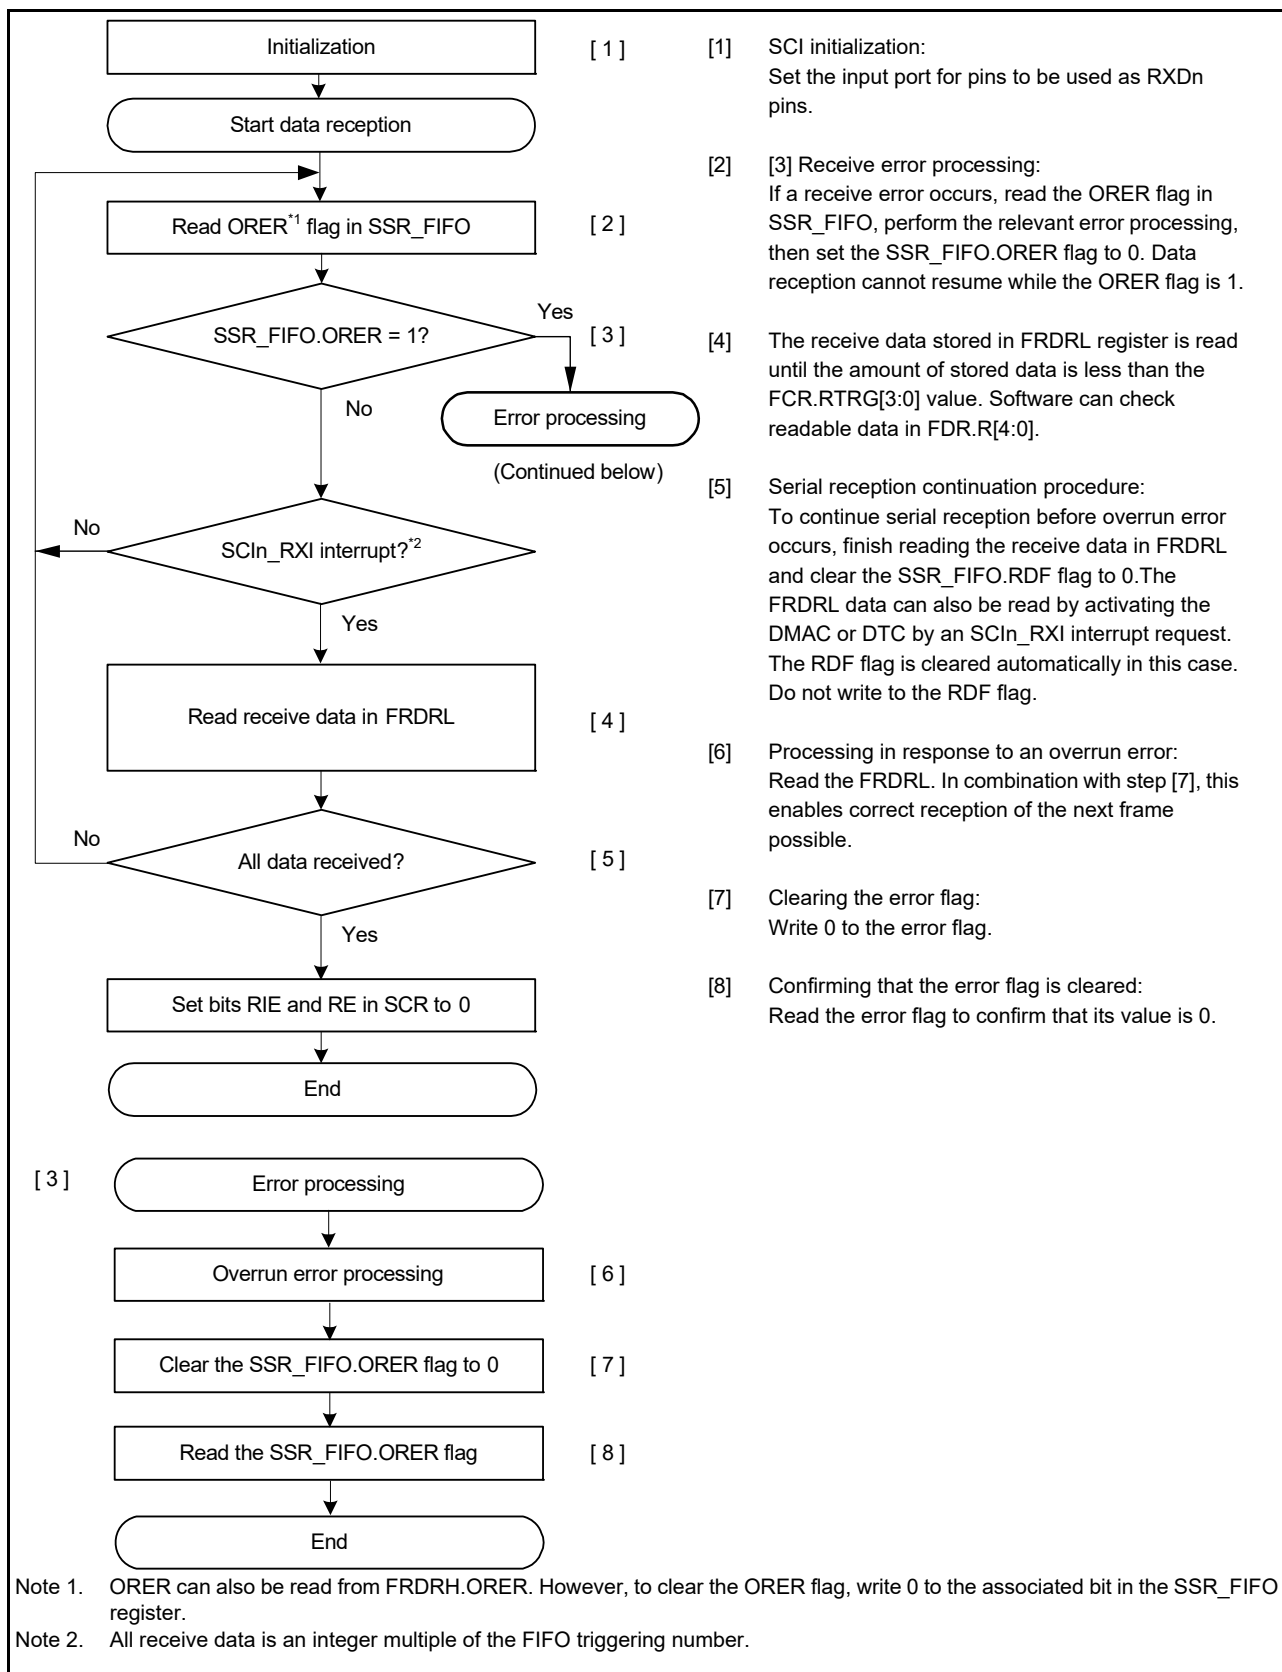 Initialization
[ 1 ]
Start data reception
Read ORER*1 flag in SSR_FIFO
[ 2 ]
SSR_FIFO.ORER = 1?
Yes
[ 3 ]
No
Error processing
(Continued below)
No
SCIn_RXI interrupt?*2
Yes
Read receive data in FRDRL
[ 4 ]
No
All data received?
[ 5 ]
Yes
Set bits RIE and RE in SCR to 0
End
[ 3 ]
Error processing
Overrun error processing
[ 6 ]
Clear the SSR_FIFO.ORER flag to 0
[ 7 ]
Read the SSR_FIFO.ORER flag
[ 8 ]
End
[1] SCI initialization:
Set the input port for pins to be used as RXDn
pins.
[2] [3] Receive error processing:
If a receive error occurs, read the ORER flag in
SSR_FIFO, perform the relevant error processing,
then set the SSR_FIFO.ORER flag to 0. Data
reception cannot resume while the ORER flag is 1.
[4] The receive data stored in FRDRL register is read
until the amount of stored data is less than the
FCR.RTRG[3:0] value. Software can check
readable data in FDR.R[4:0].
[5] Serial reception continuation procedure:
To continue serial reception before overrun error
occurs, finish reading the receive data in FRDRL
and clear the SSR_FIFO.RDF flag to 0.The
FRDRL data can also be read by activating the
DMAC or DTC by an SCIn_RXI interrupt request.
The RDF flag is cleared automatically in this case.
Do not write to the RDF flag.
[6] Processing in response to an overrun error:
Read the FRDRL. In combination with step [7], this
enables correct reception of the next frame
possible.
[7] Clearing the error flag:
Write 0 to the error flag.
[8] Confirming that the error flag is cleared:
Read the error flag to confirm that its value is 0.
Note 1. ORER can also be read from FRDRH.ORER. However, to clear the ORER flag, write 0 to the associated bit in the SSR_FIFO
register.
Note 2. All receive data is an integer multiple of the FIFO triggering number.